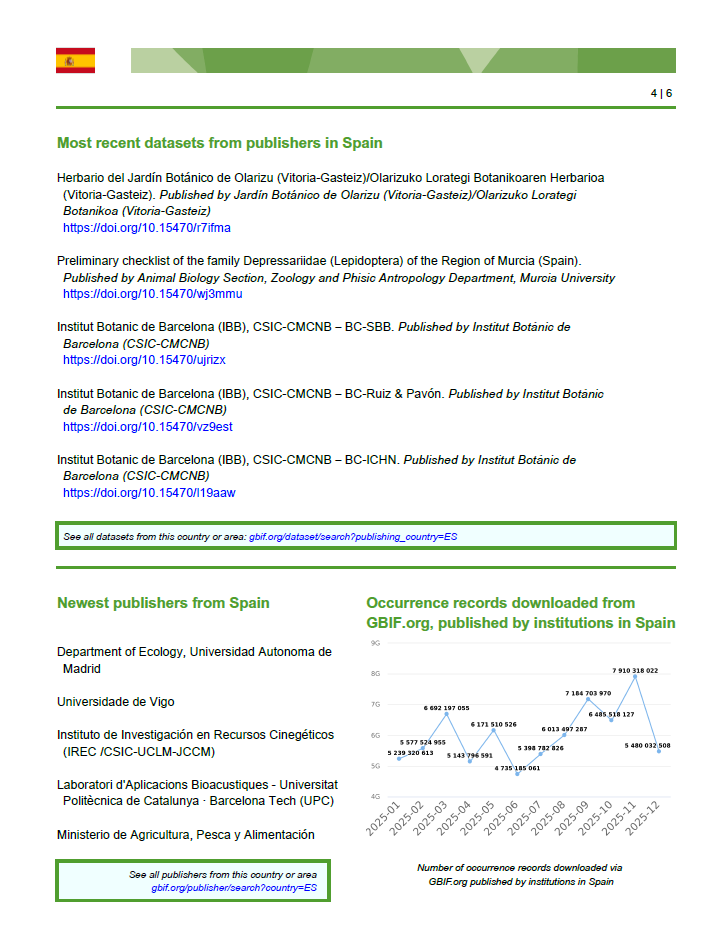 4 | 6
Most recent datasets from publishers in Spain
Herbario del Jardín Botánico de Olarizu (Vitoria-Gasteiz)/Olarizuko Lorategi Botanikoaren Herbarioa
(Vitoria-Gasteiz). Published by Jardín Botánico de Olarizu (Vitoria-Gasteiz)/Olarizuko Lorategi
Botanikoa (Vitoria-Gasteiz)
https://doi.org/10.15470/r7ifma
Preliminary checklist of the family Depressariidae (Lepidoptera) of the Region of Murcia (Spain).
Published by Animal Biology Section, Zoology and Phisic Antropology Department, Murcia University
https://doi.org/10.15470/wj3mmu
Institut Botanic de Barcelona (IBB), CSIC-CMCNB – BC-SBB. Published by Institut Botànic de
Barcelona (CSIC-CMCNB)
https://doi.org/10.15470/ujrizx
Institut Botanic de Barcelona (IBB), CSIC-CMCNB – BC-Ruiz & Pavón. Published by Institut Botànic
de Barcelona (CSIC-CMCNB)
https://doi.org/10.15470/vz9est
Institut Botanic de Barcelona (IBB), CSIC-CMCNB – BC-ICHN. Published by Institut Botànic de
Barcelona (CSIC-CMCNB)
https://doi.org/10.15470/l19aaw
See all datasets from this country or area: gbif.org/dataset/search?publishing_country=ES
Newest publishers from Spain
Department of Ecology, Universidad Autonoma de
Madrid
Universidade de Vigo
Instituto de Investigación en Recursos Cinegéticos
(IREC /CSIC-UCLM-JCCM)
Laboratori d'Aplicacions Bioacustiques - Universitat
Politècnica de Catalunya · Barcelona Tech (UPC)
Ministerio de Agricultura, Pesca y Alimentación
See all publishers from this country or area
gbif.org/publisher/search?country=ES
Occurrence records downloaded from
GBIF.org, published by institutions in Spain
9G
8G
7G
6G
5G
4G
5 239 320 613
5 577 524 955
6 692 197 055
5 143 796 591
6 171 510 526
4 735 185 061
5 398 782 826
6 013 497 287
7 184 703 970
6 485 518 127
7 910 318 022
5 480 032 508
2025-01
2025-02
2025-03
2025-04
2025-05
2025-06
2025-07
2025-08
2025-09
2025-10
2025-11
2025-12
Number of occurrence records downloaded via
GBIF.org published by institutions in Spain